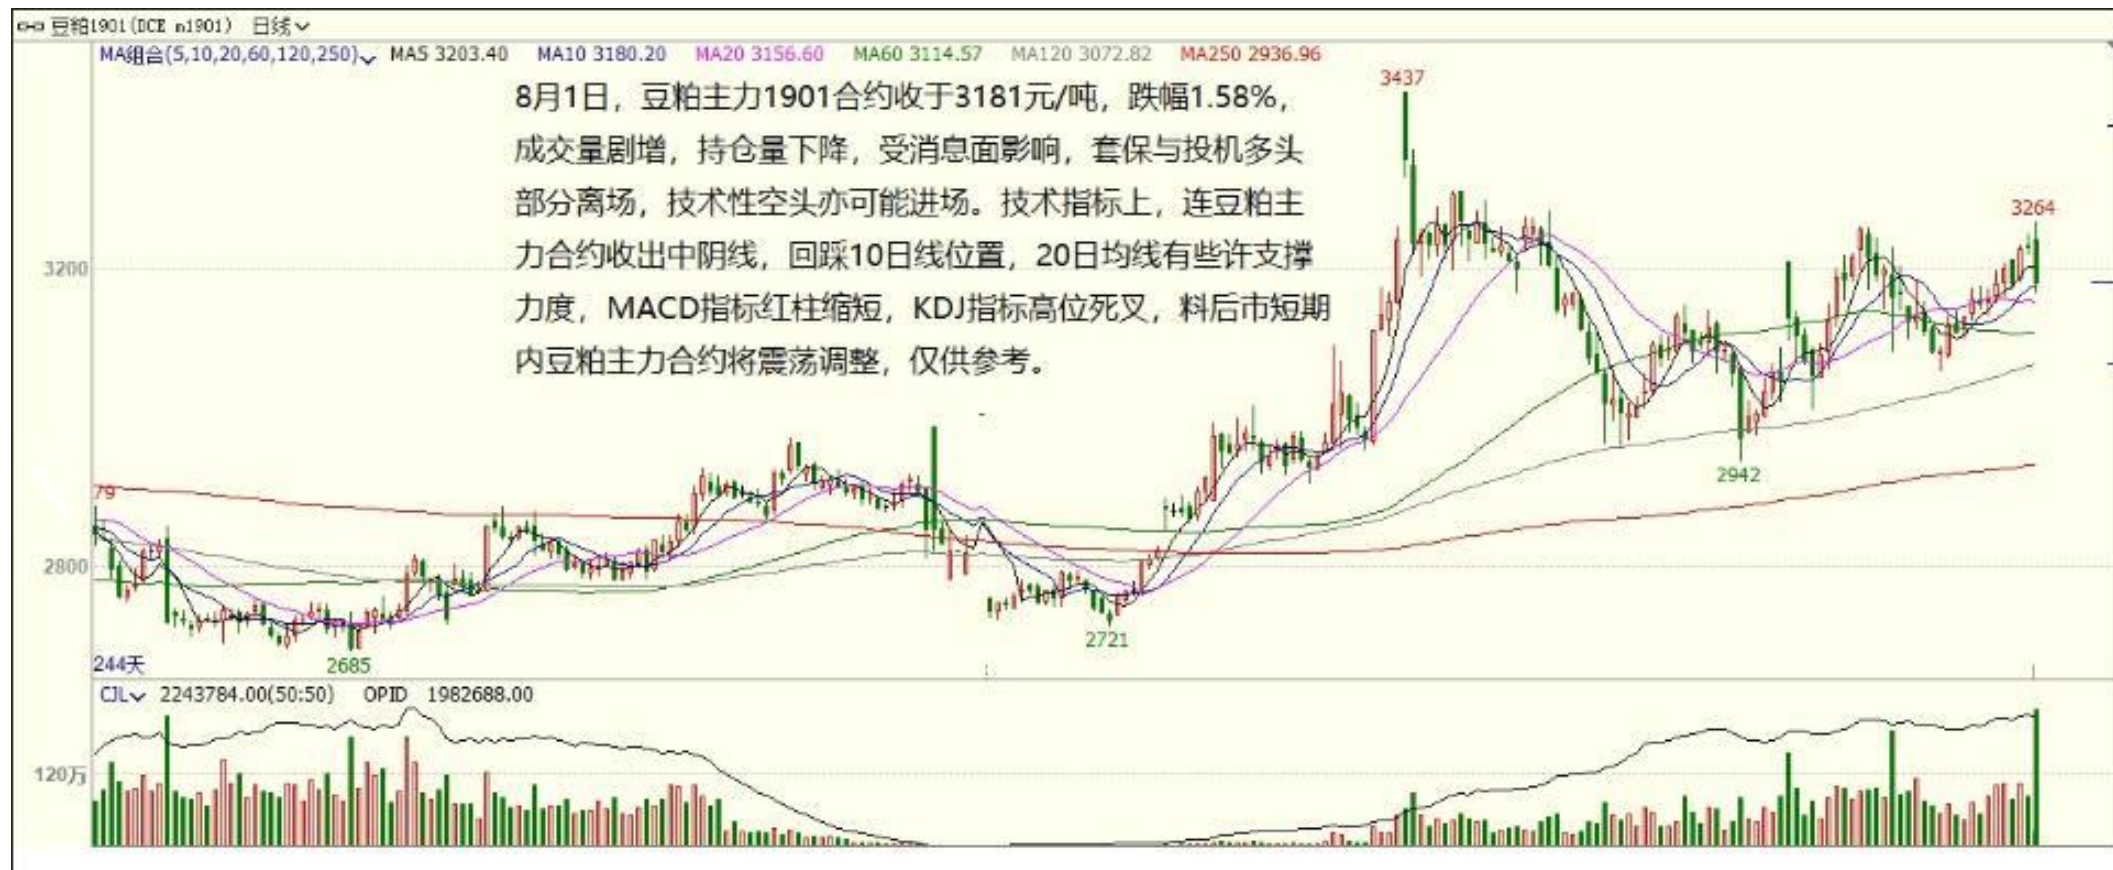 豆粕1901(DCE m1901) 日线
MA组合(5,10,20,60,120,250) MA5 3203.40 MA10 3180.20 MA20 3156.60 MA60 3114.57 MA120 3072.82 MA250 2936.96
3437
8月1日，豆粕主力1901合约收于3181元/吨，跌幅1.58%，
成交量剧增，持仓量下降，受消息面影响，套保与投机多头
部分离场，技术性空头亦可能进场。技术指标上，连豆粕主
力合约收出中阴线，回踩10日线位置，20日均线有些许支撑
力度，MACD指标红柱缩短，KDJ指标高位死叉，料后市短期
内豆粕主力合约将震荡调整，仅供参考。
3264
3200
2942
79
2800
2721
244天
2685
CJL 2243784.00(50:50) OPID 1982688.00
120万